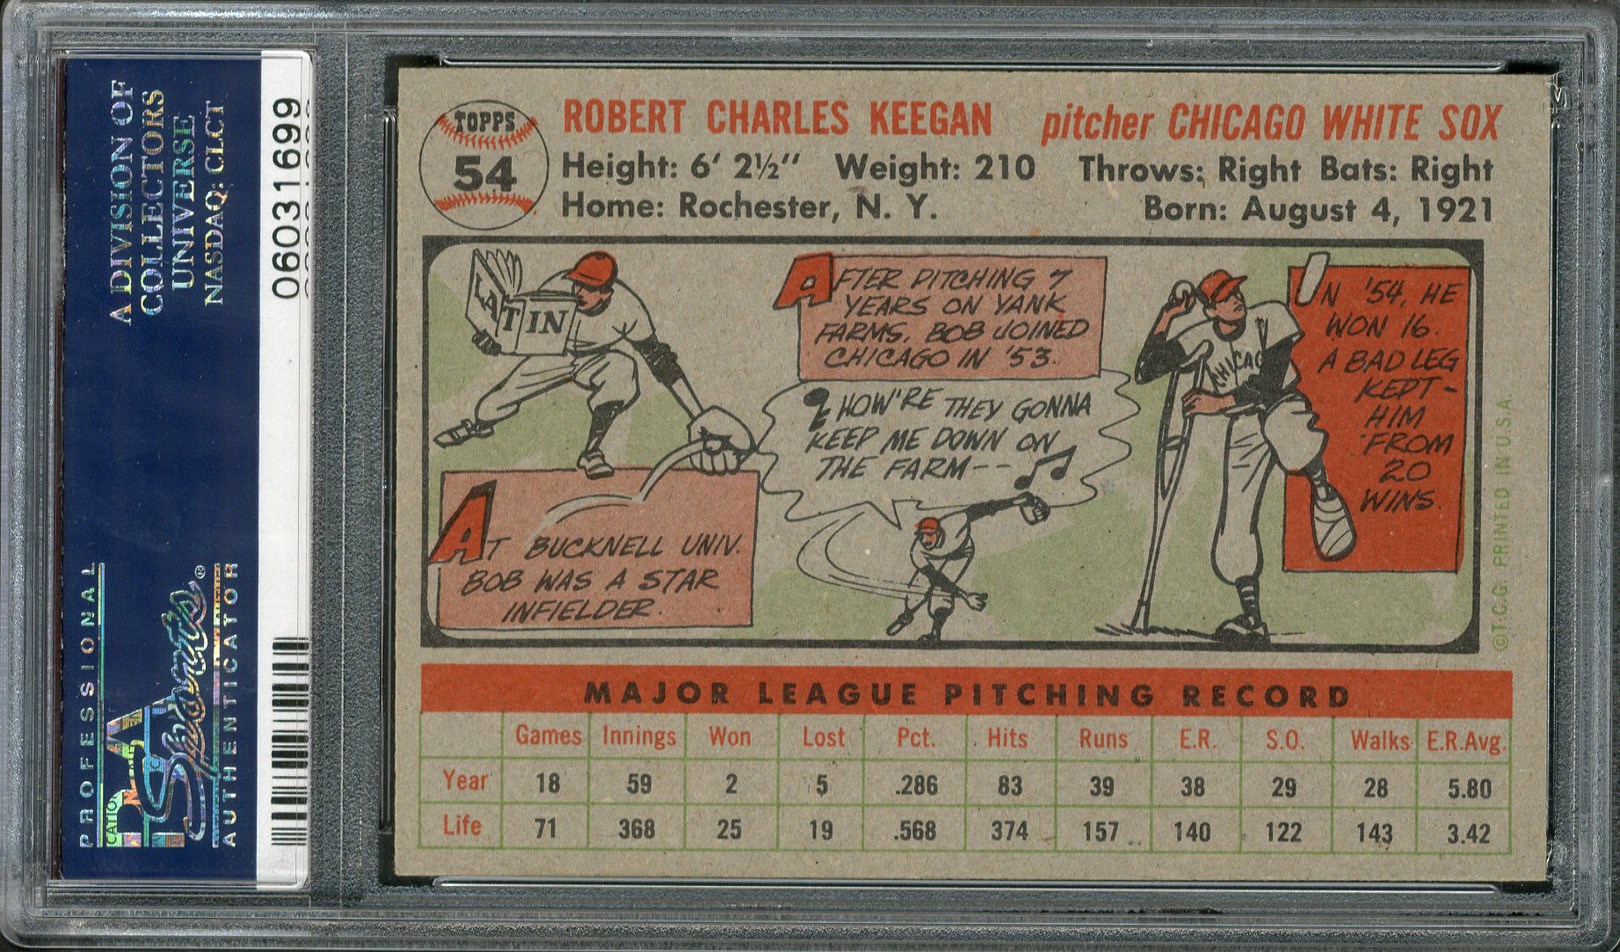 A DIVISION OF
COLLECTORS
UNIVERSE
NASDAQ: CLCT
PROFESSIONAL
PSA
Sports
®
AUTHENTICATOR
06031699
TOPPS
54
ROBERT CHARLES KEEGAN pitcher CHICAGO WHITE SOX
Height: 6' 2½" Weight: 210 Throws: Right Bats: Right
Home: Rochester, N. Y. Born: August 4, 1921
LATIN
AT BUCKNELL UNIV.
BOB WAS A STAR
INFIELDER.
AFTER PITCHING 7
YEARS ON YANK
FARMS, BOB JOINED
CHICAGO IN '53.
HOW'RE THEY GONNA
KEEP ME DOWN ON
THE FARM--
CHICAG
IN '54, HE
WON 16.
A BAD LEG
KEPT-
HIM
FROM
20
WINS.
©T.C.G. PRINTED IN U.S.A.
MAJOR LEAGUE PITCHING RECORD
Games Innings Won Lost Pct. Hits Runs E.R. S.O. Walks E.R.Avg.
Year 18 59 2 5 .286 83 39 38 29 28 5.80
Life 71 368 25 19 .568 374 157 140 122 143 3.42